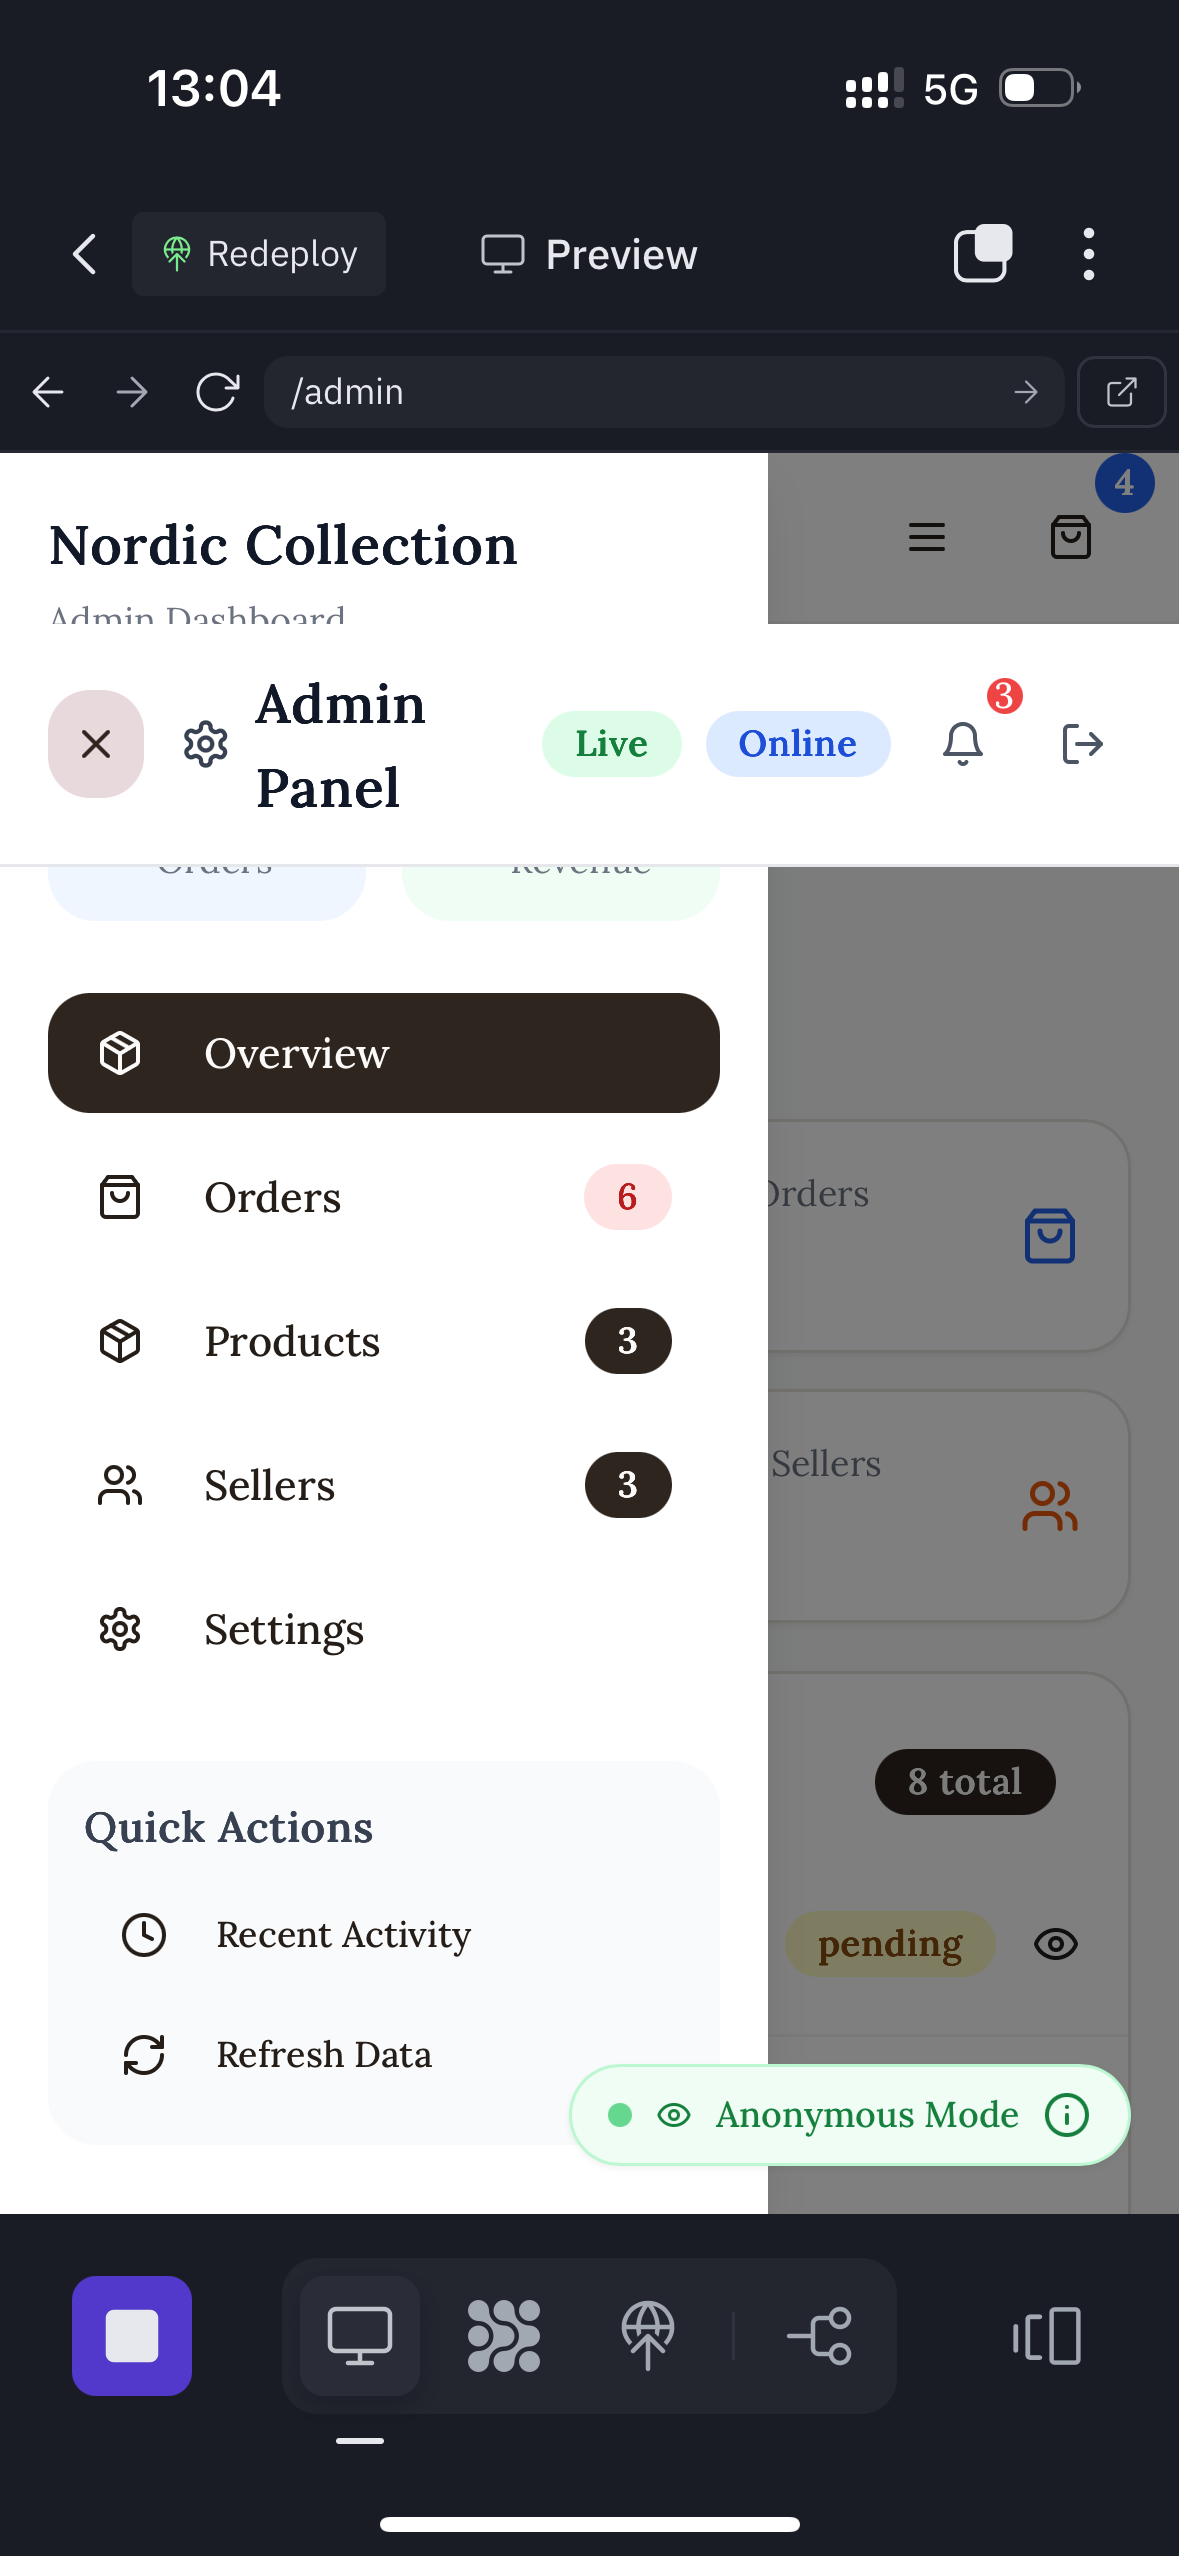 13:04
5G
Redeploy
Preview
/admin
4
Nordic Collection
Admin Dashboard
Admin
Panel
Live
Online
3
Orders
Revenue
Overview
Orders
6
Orders
Products
3
Sellers
3
Sellers
Settings
8 total
Quick Actions
pending
Recent Activity
Refresh Data
Anonymous Mode